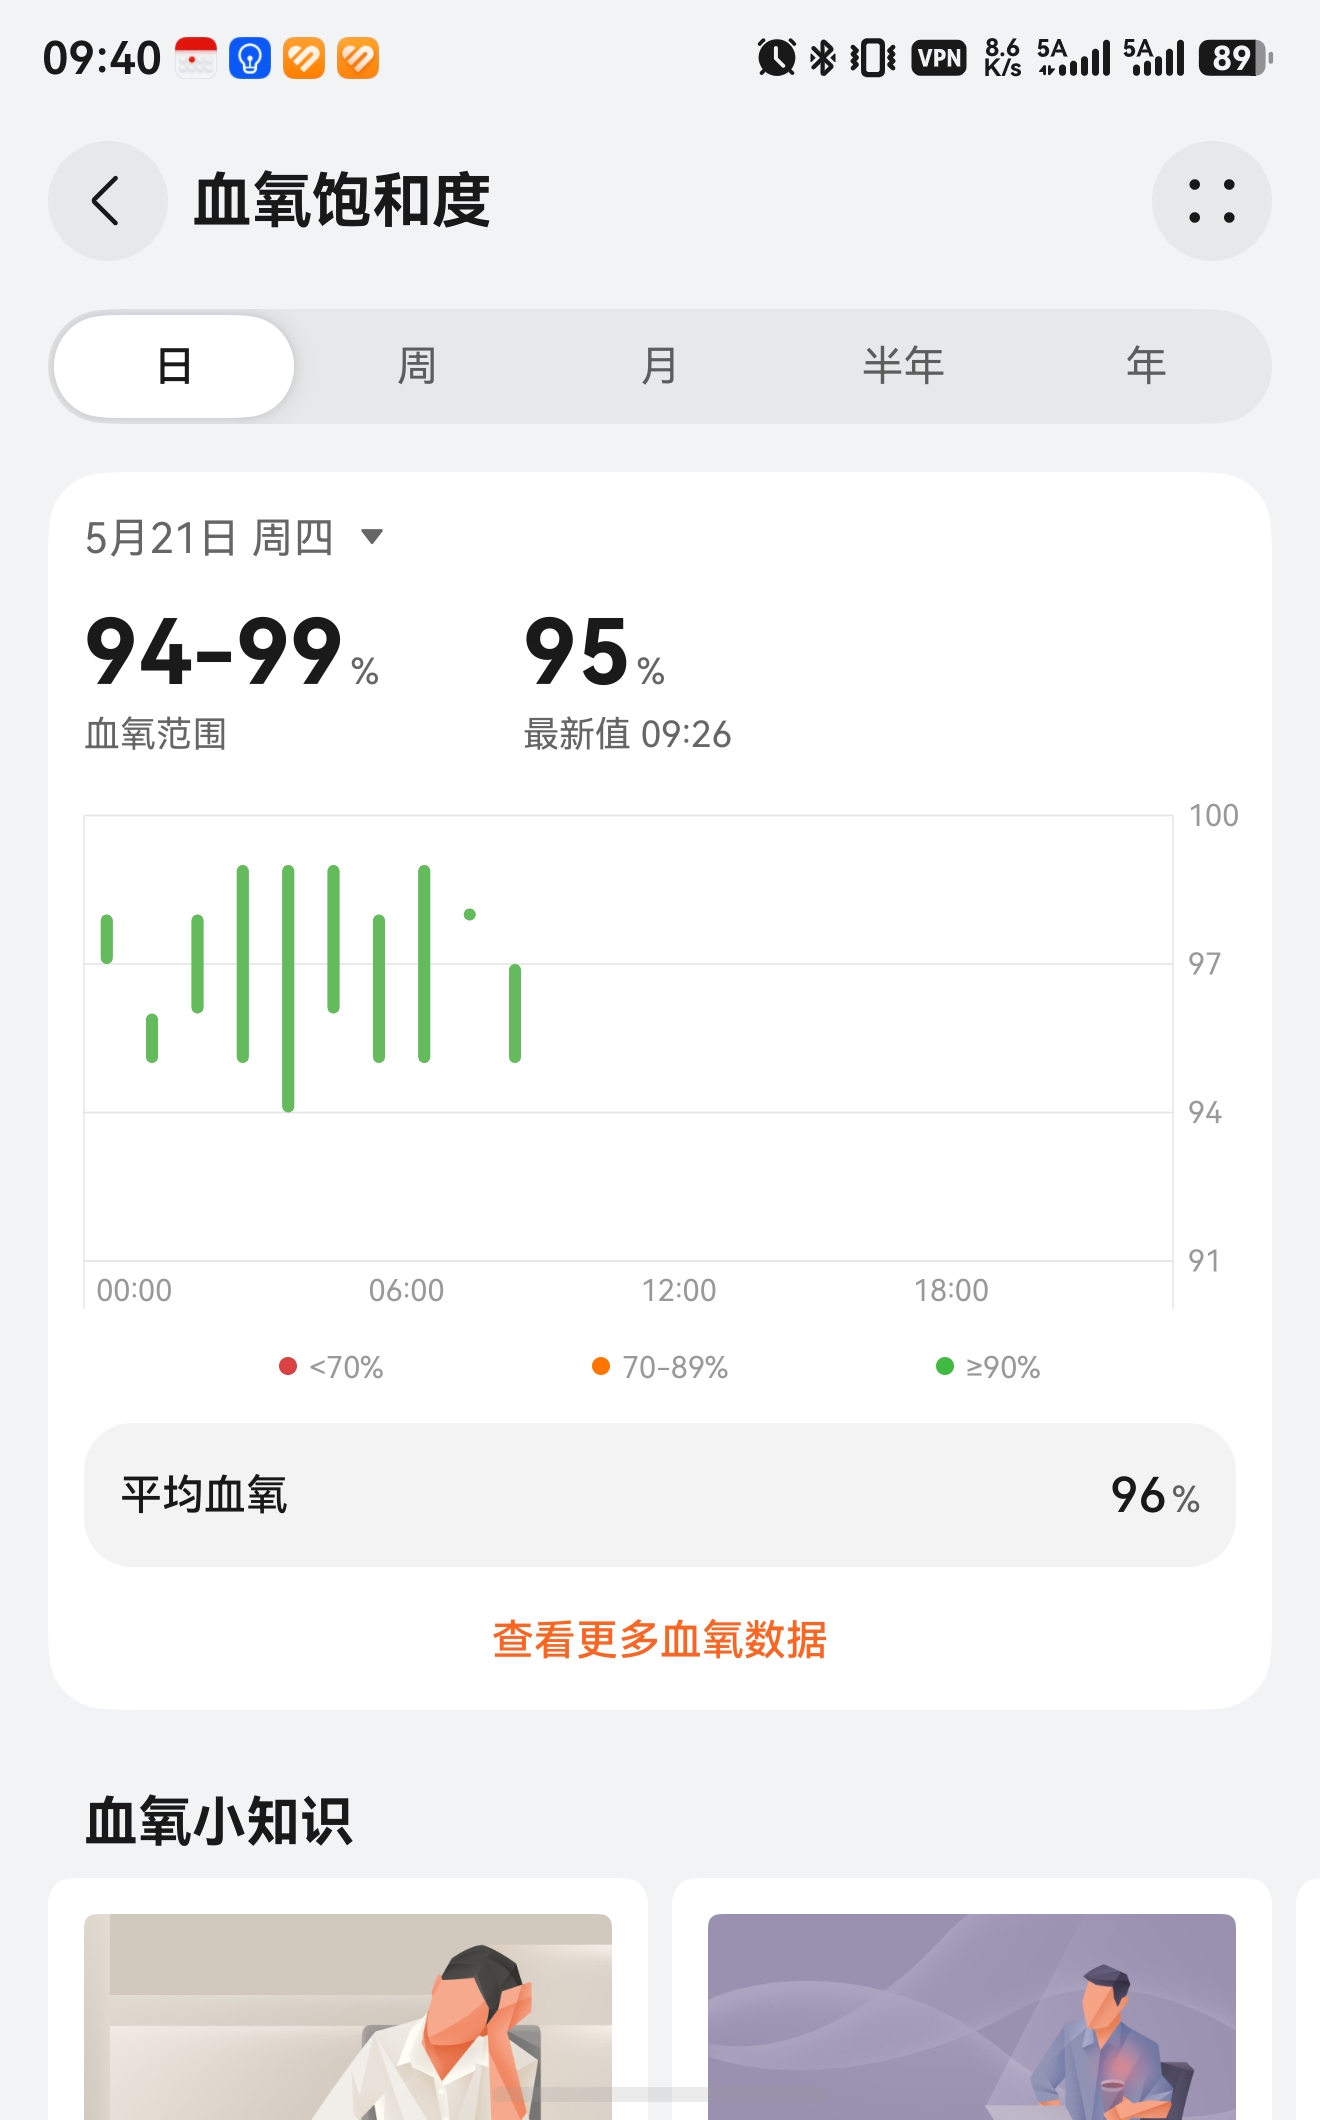 09:40 VPN 8.6 K/s 5A 5A 89
血氧饱和度
日 周 月 半年 年
5月21日 周四
94-99% 95%
血氧范围 最新值 09:26
100
97
94
91
00:00 06:00 12:00 18:00
<70% 70-89% ≥90%
平均血氧 96%
查看更多血氧数据
血氧小知识